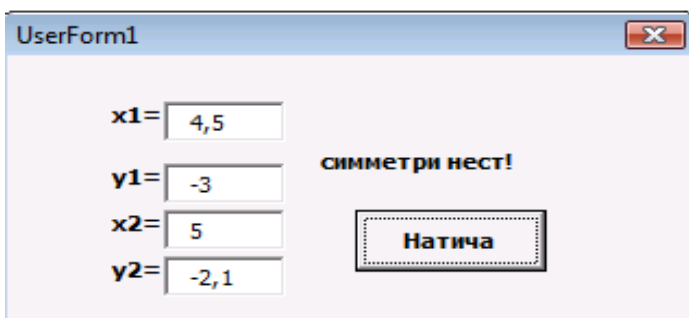 UserForm1
x1= 4,5
симметри нест!
y1= -3
x2= 5
Натича
y2= -2,1